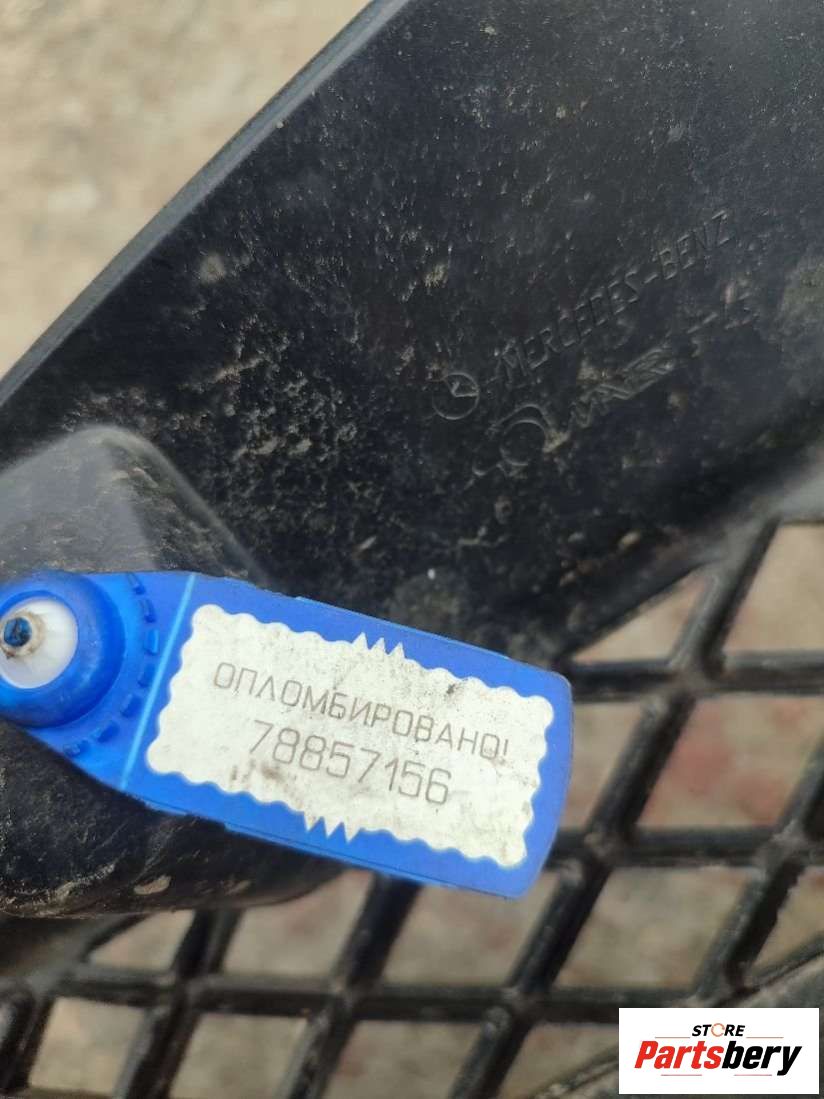 MERCEDES-BENZ
ОПЛОМБИРОВАНО!
78857156
STORE
Partsbery